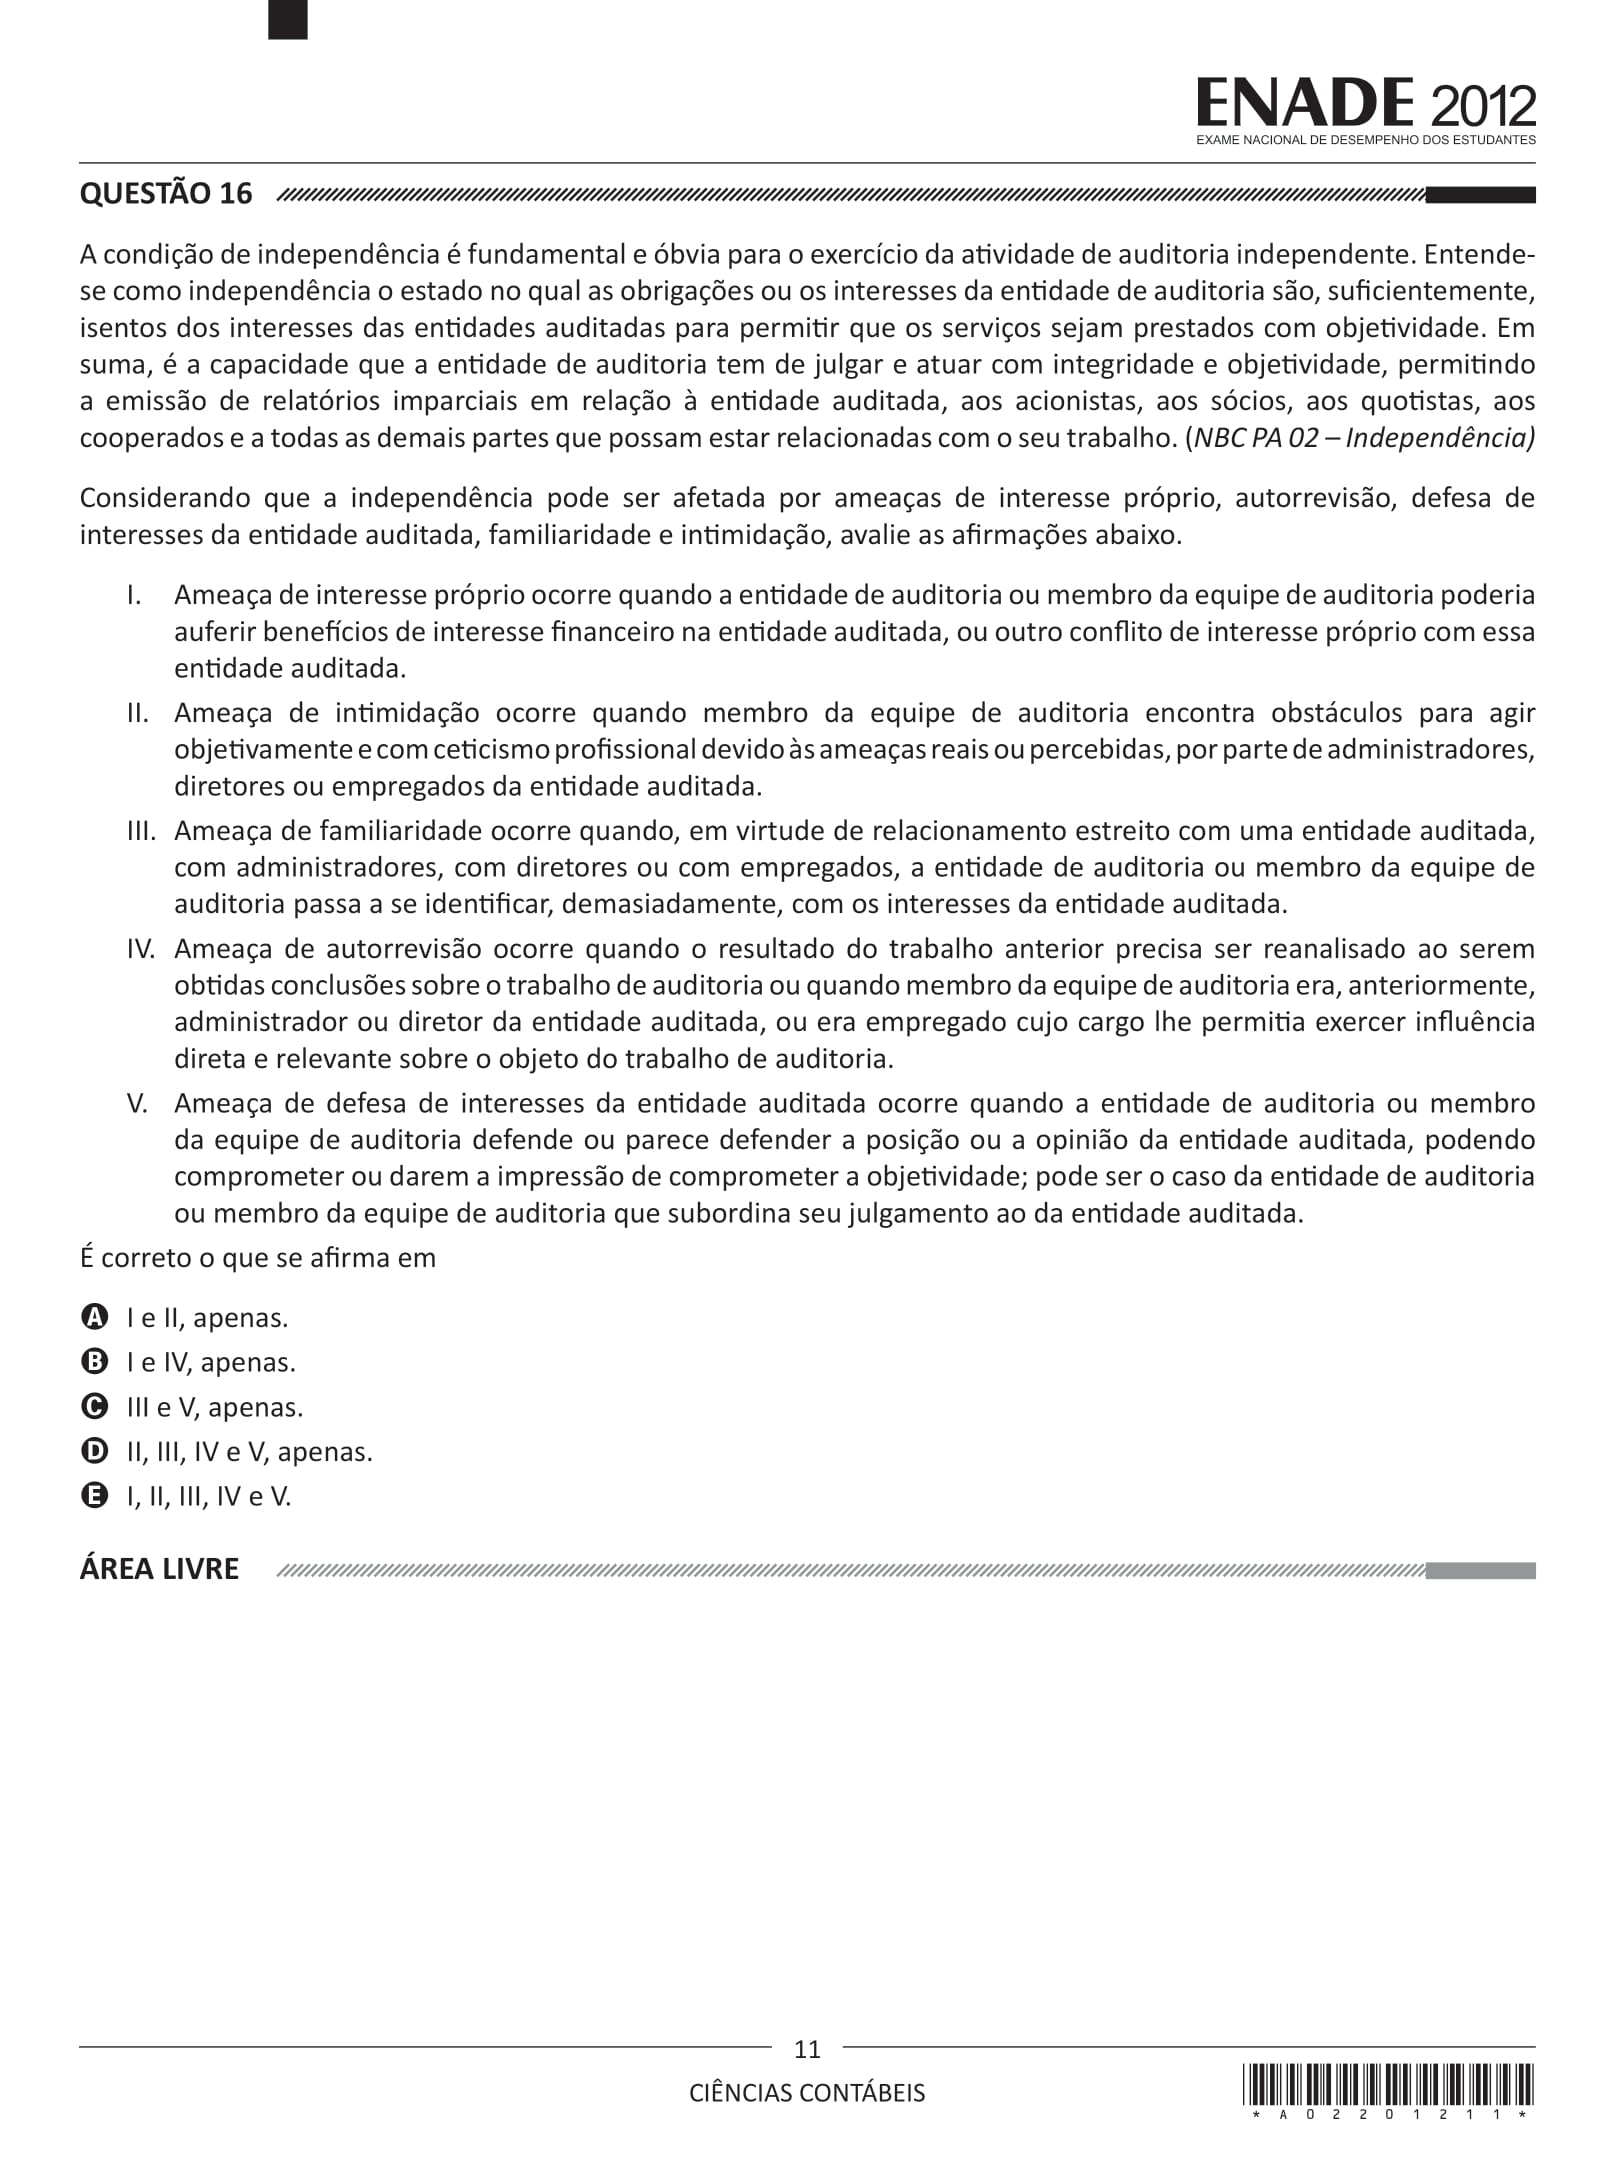 ENADE 2012
EXAME NACIONAL DE DESEMPENHO DOS ESTUDANTES
QUESTÃO 16
A condição de independência é fundamental e óbvia para o exercício da atividade de auditoria independente. Entende-
se como independência o estado no qual as obrigações ou os interesses da entidade de auditoria são, suficientemente,
isentos dos interesses das entidades auditadas para permitir que os serviços sejam prestados com objetividade. Em
suma, é a capacidade que a entidade de auditoria tem de julgar e atuar com integridade e objetividade, permitindo
a emissão de relatórios imparciais em relação à entidade auditada, aos acionistas, aos sócios, aos quotistas, aos
cooperados e a todas as demais partes que possam estar relacionadas com o seu trabalho. (NBC PA 02 – Independência)
Considerando que a independência pode ser afetada por ameaças de interesse próprio, autorrevisão, defesa de
interesses da entidade auditada, familiaridade e intimidação, avalie as afirmações abaixo.
I. Ameaça de interesse próprio ocorre quando a entidade de auditoria ou membro da equipe de auditoria poderia
auferir benefícios de interesse financeiro na entidade auditada, ou outro conflito de interesse próprio com essa
entidade auditada.
II. Ameaça de intimidação ocorre quando membro da equipe de auditoria encontra obstáculos para agir
objetivamente e com ceticismo profissional devido às ameaças reais ou percebidas, por parte de administradores,
diretores ou empregados da entidade auditada.
III. Ameaça de familiaridade ocorre quando, em virtude de relacionamento estreito com uma entidade auditada,
com administradores, com diretores ou com empregados, a entidade de auditoria ou membro da equipe de
auditoria passa a se identificar, demasiadamente, com os interesses da entidade auditada.
IV. Ameaça de autorrevisão ocorre quando o resultado do trabalho anterior precisa ser reanalisado ao serem
obtidas conclusões sobre o trabalho de auditoria ou quando membro da equipe de auditoria era, anteriormente,
administrador ou diretor da entidade auditada, ou era empregado cujo cargo lhe permitia exercer influência
direta e relevante sobre o objeto do trabalho de auditoria.
V. Ameaça de defesa de interesses da entidade auditada ocorre quando a entidade de auditoria ou membro
da equipe de auditoria defende ou parece defender a posição ou a opinião da entidade auditada, podendo
comprometer ou darem a impressão de comprometer a objetividade; pode ser o caso da entidade de auditoria
ou membro da equipe de auditoria que subordina seu julgamento ao da entidade auditada.
É correto o que se afirma em
A I e II, apenas.
B I e IV, apenas.
C III e V, apenas.
D II, III, IV e V, apenas.
E I, II, III, IV e V.
ÁREA LIVRE
11
CIÊNCIAS CONTÁBEIS
* A 0 2 2 0 1 2 1 1 *